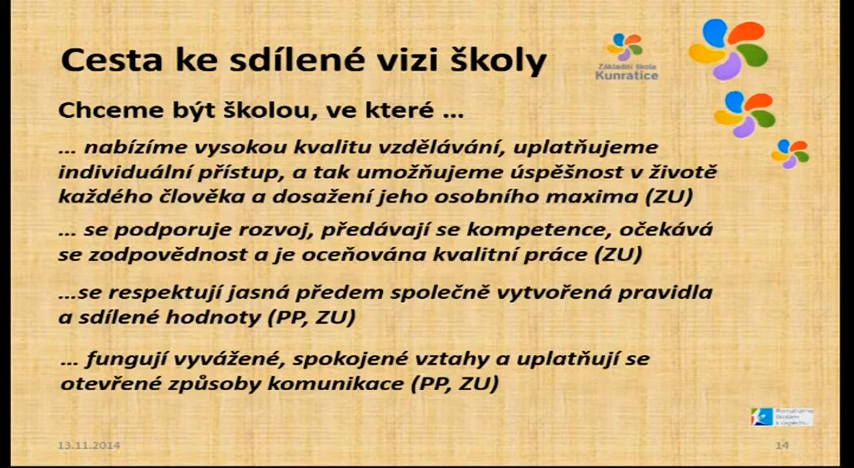 Cesta ke sdílené vizi školy
Základní škola
Kunratice
Chceme být školou, ve které ...
... nabízíme vysokou kvalitu vzdělávání, uplatňujeme
individuální přístup, a tak umožňujeme úspěšnost v životě
každého člověka a dosažení jeho osobního maxima (ZU)
... se podporuje rozvoj, předávají se kompetence, očekává
se zodpovědnost a je oceňována kvalitní práce (ZU)
...se respektují jasná předem společně vytvořená pravidla
a sdílené hodnoty (PP, ZU)
... fungují vyvážené, spokojené vztahy a uplatňují se
otevřené způsoby komunikace (PP, ZU)
Pomáháme
školám
k úspěchu
13.11.2014
14